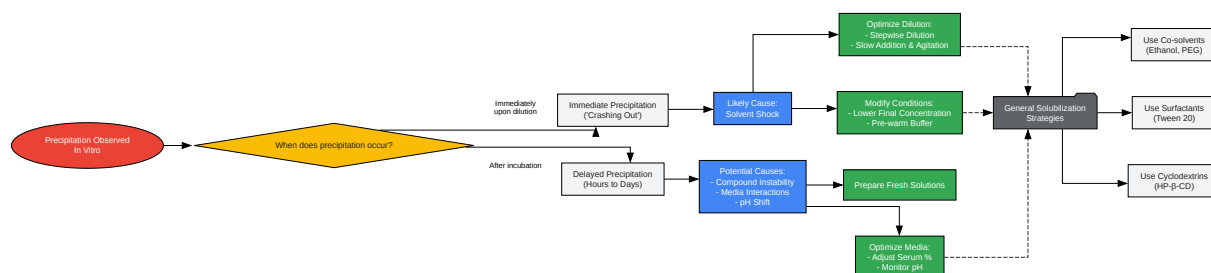 Precipitation Observed
In Vitro
When does precipitation occur?
Immediately
upon dilution
After incubation
Immediate Precipitation
('Crashing Out')
Delayed Precipitation
(Hours to Days)
Likely Cause:
Solvent Shock
Potential Causes:
- Compound Instability
- Media Interactions
- pH Shift
Optimize Dilution:
- Stepwise Dilution
- Slow Addition & Agitation
Modify Conditions:
- Lower Final Concentration
- Pre-warm Buffer
Prepare Fresh Solutions
Optimize Media:
- Adjust Serum %
- Monitor pH
General Solubilization
Strategies
Use Co-solvents
(Ethanol, PEG)
Use Surfactants
(Tween 20)
Use Cyclodextrins
(HP-β-CD)